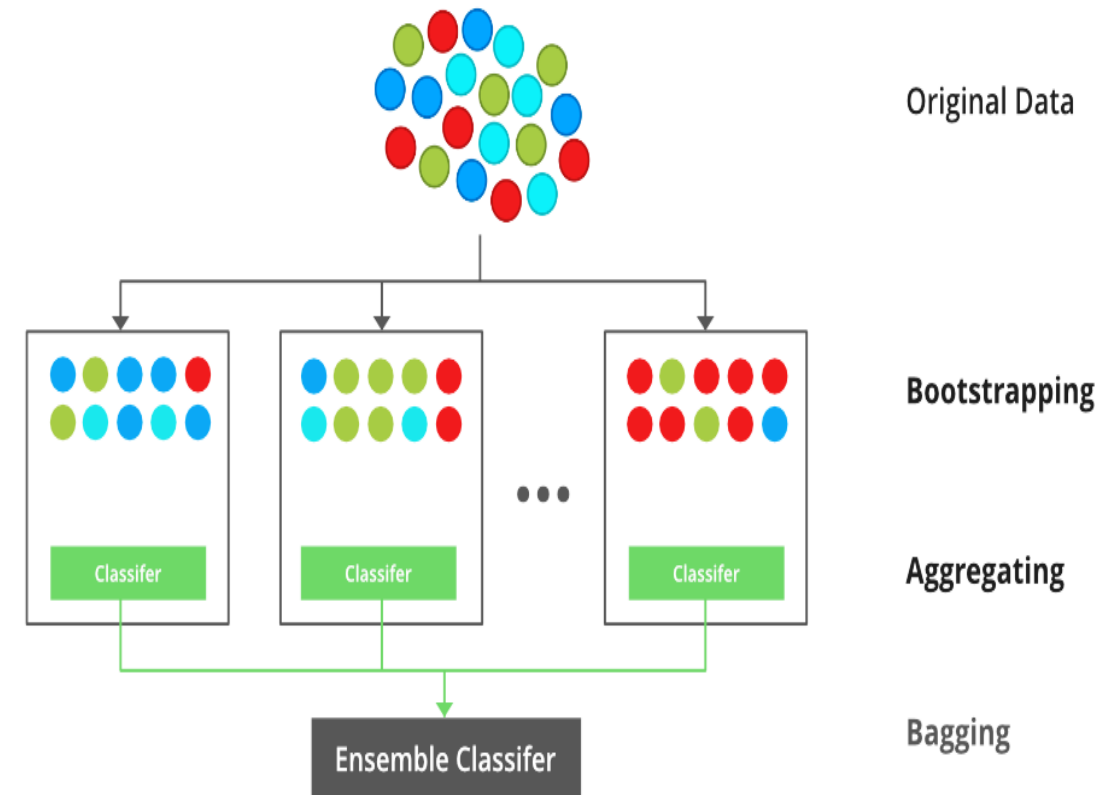 Original Data
Bootstrapping
Classifer
Classifer
Classifer
Aggregating
Ensemble Classifer
Bagging